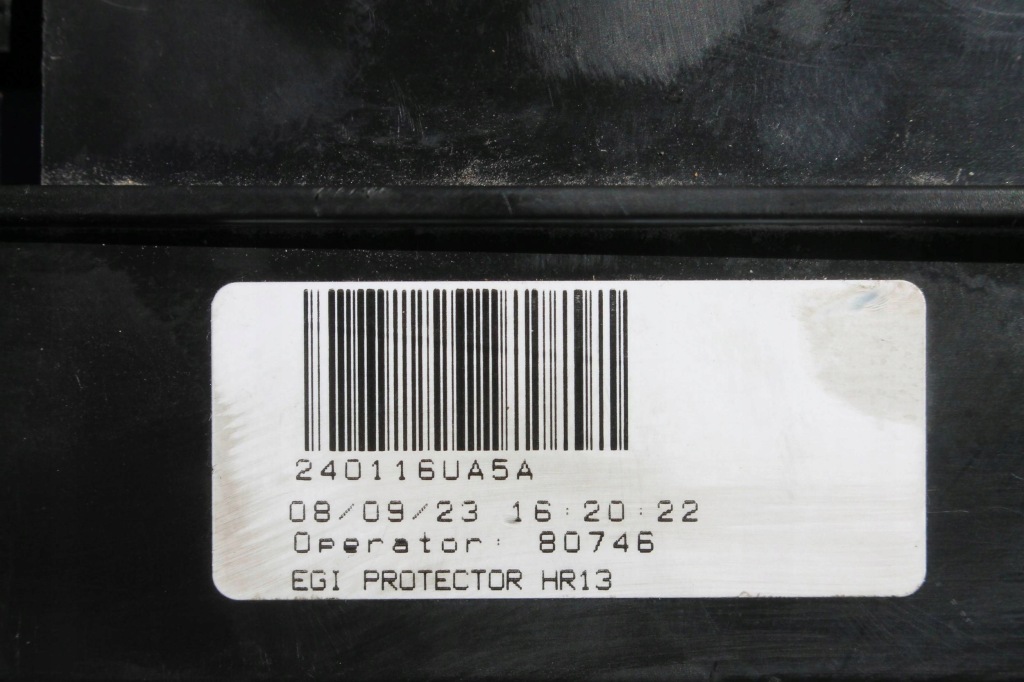 240116UA5A
08/09/23 16:20:22
Operator: 80746
EGI PROTECTOR HR13